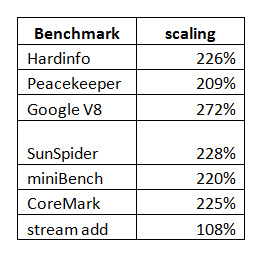 Benchmark scaling
Hardinfo 226%
Peacekeeper 209%
Google V8 272%
SunSpider 228%
miniBench 220%
CoreMark 225%
stream add 108%